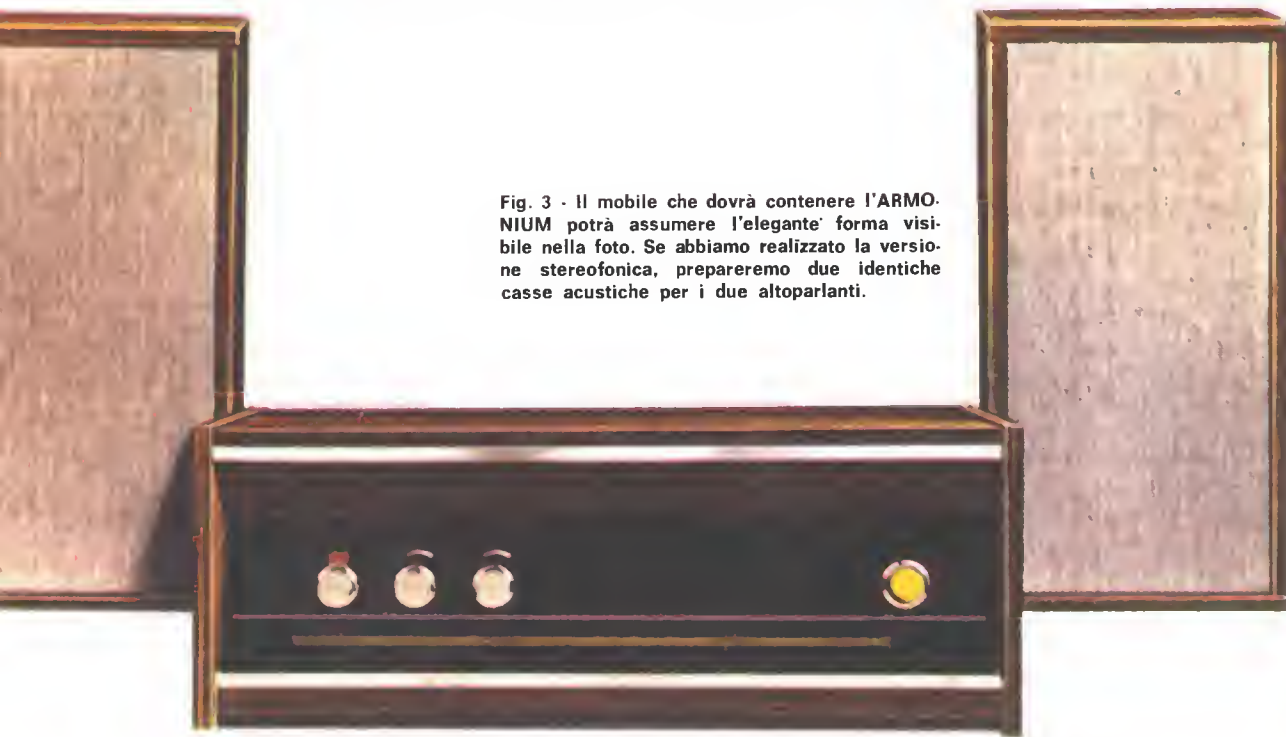 Fig. 3 - Il mobile che dovrà contenere l'ARMO-
NIUM potrà assumere l'elegante forma visi-
bile nella foto. Se abbiamo realizzato la versio-
ne stereofonica, prepareremo due identiche
casse acustiche per i due altoparlanti.